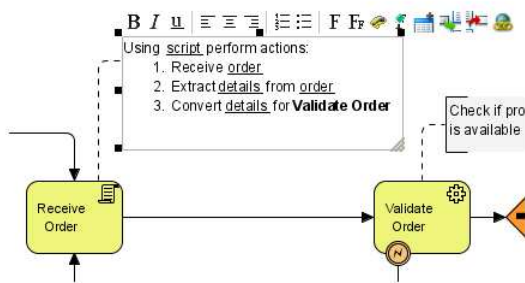 B I u F FF
Using script perform actions:
1. Receive order
2. Extract details from order
3. Convert details for Validate Order
Check if pro
is available
Receive
Order
Validate
Order